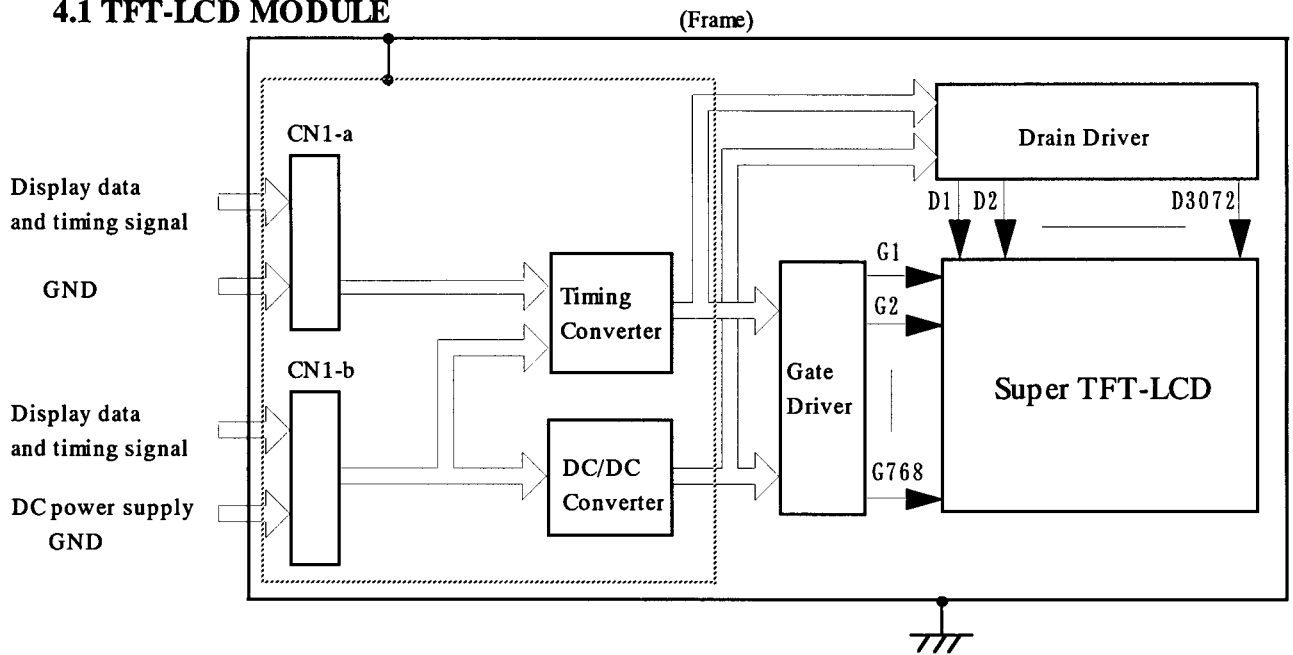 4.1 TFT-LCD MODULE
(Frame)
CN1-a
Display data
and timing signal
GND
CN1-b
Display data
and timing signal
DC power supply
GND
Timing
Converter
DC/DC
Converter
Drain Driver
D1 D2 D3072
Gate
Driver
G1
G2
G768
Super TFT-LCD